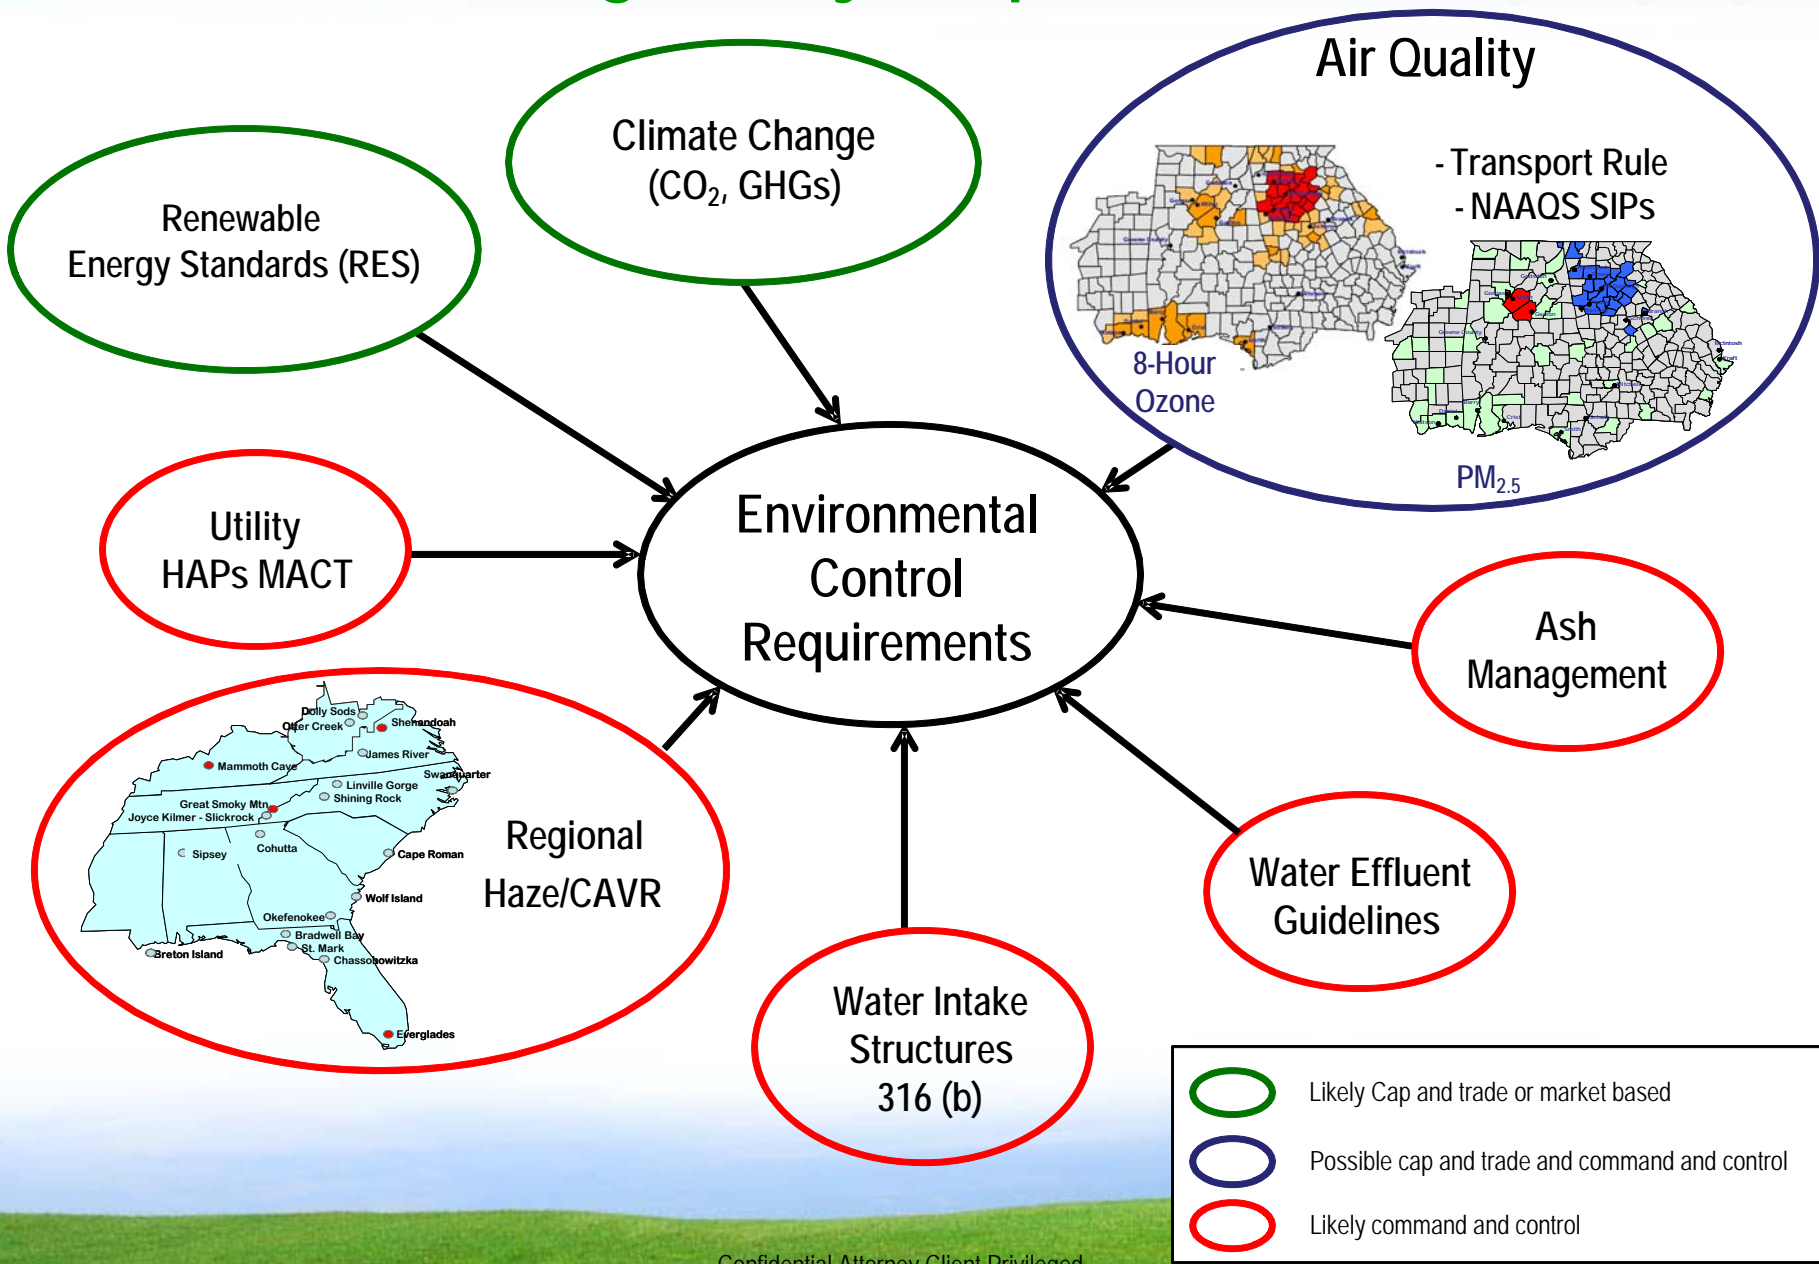 Air Quality
Climate Change
(CO₂, GHGs)
- Transport Rule
- NAAQS SIPs
Renewable
Energy Standards (RES)
8-Hour
Ozone
PM₂.₅
Environmental
Control
Requirements
Utility
HAPs MACT
Ash
Management
Dolly Sods
Otter Creek
Shenandoah
James River
Mammoth Cave
Swanquarter
Linville Gorge
Shining Rock
Great Smoky Mtn
Joyce Kilmer - Slickrock
Cohutta
Sipsey
Cape Roman
Wolf Island
Okefenokee
Bradwell Bay
St. Mark
Breton Island
Chassohowitzka
Everglades
Regional
Haze/CAVR
Water Effluent
Guidelines
Water Intake
Structures
316 (b)
Likely Cap and trade or market based
Possible cap and trade and command and control
Likely command and control
Confidential Attorney Client Privileged